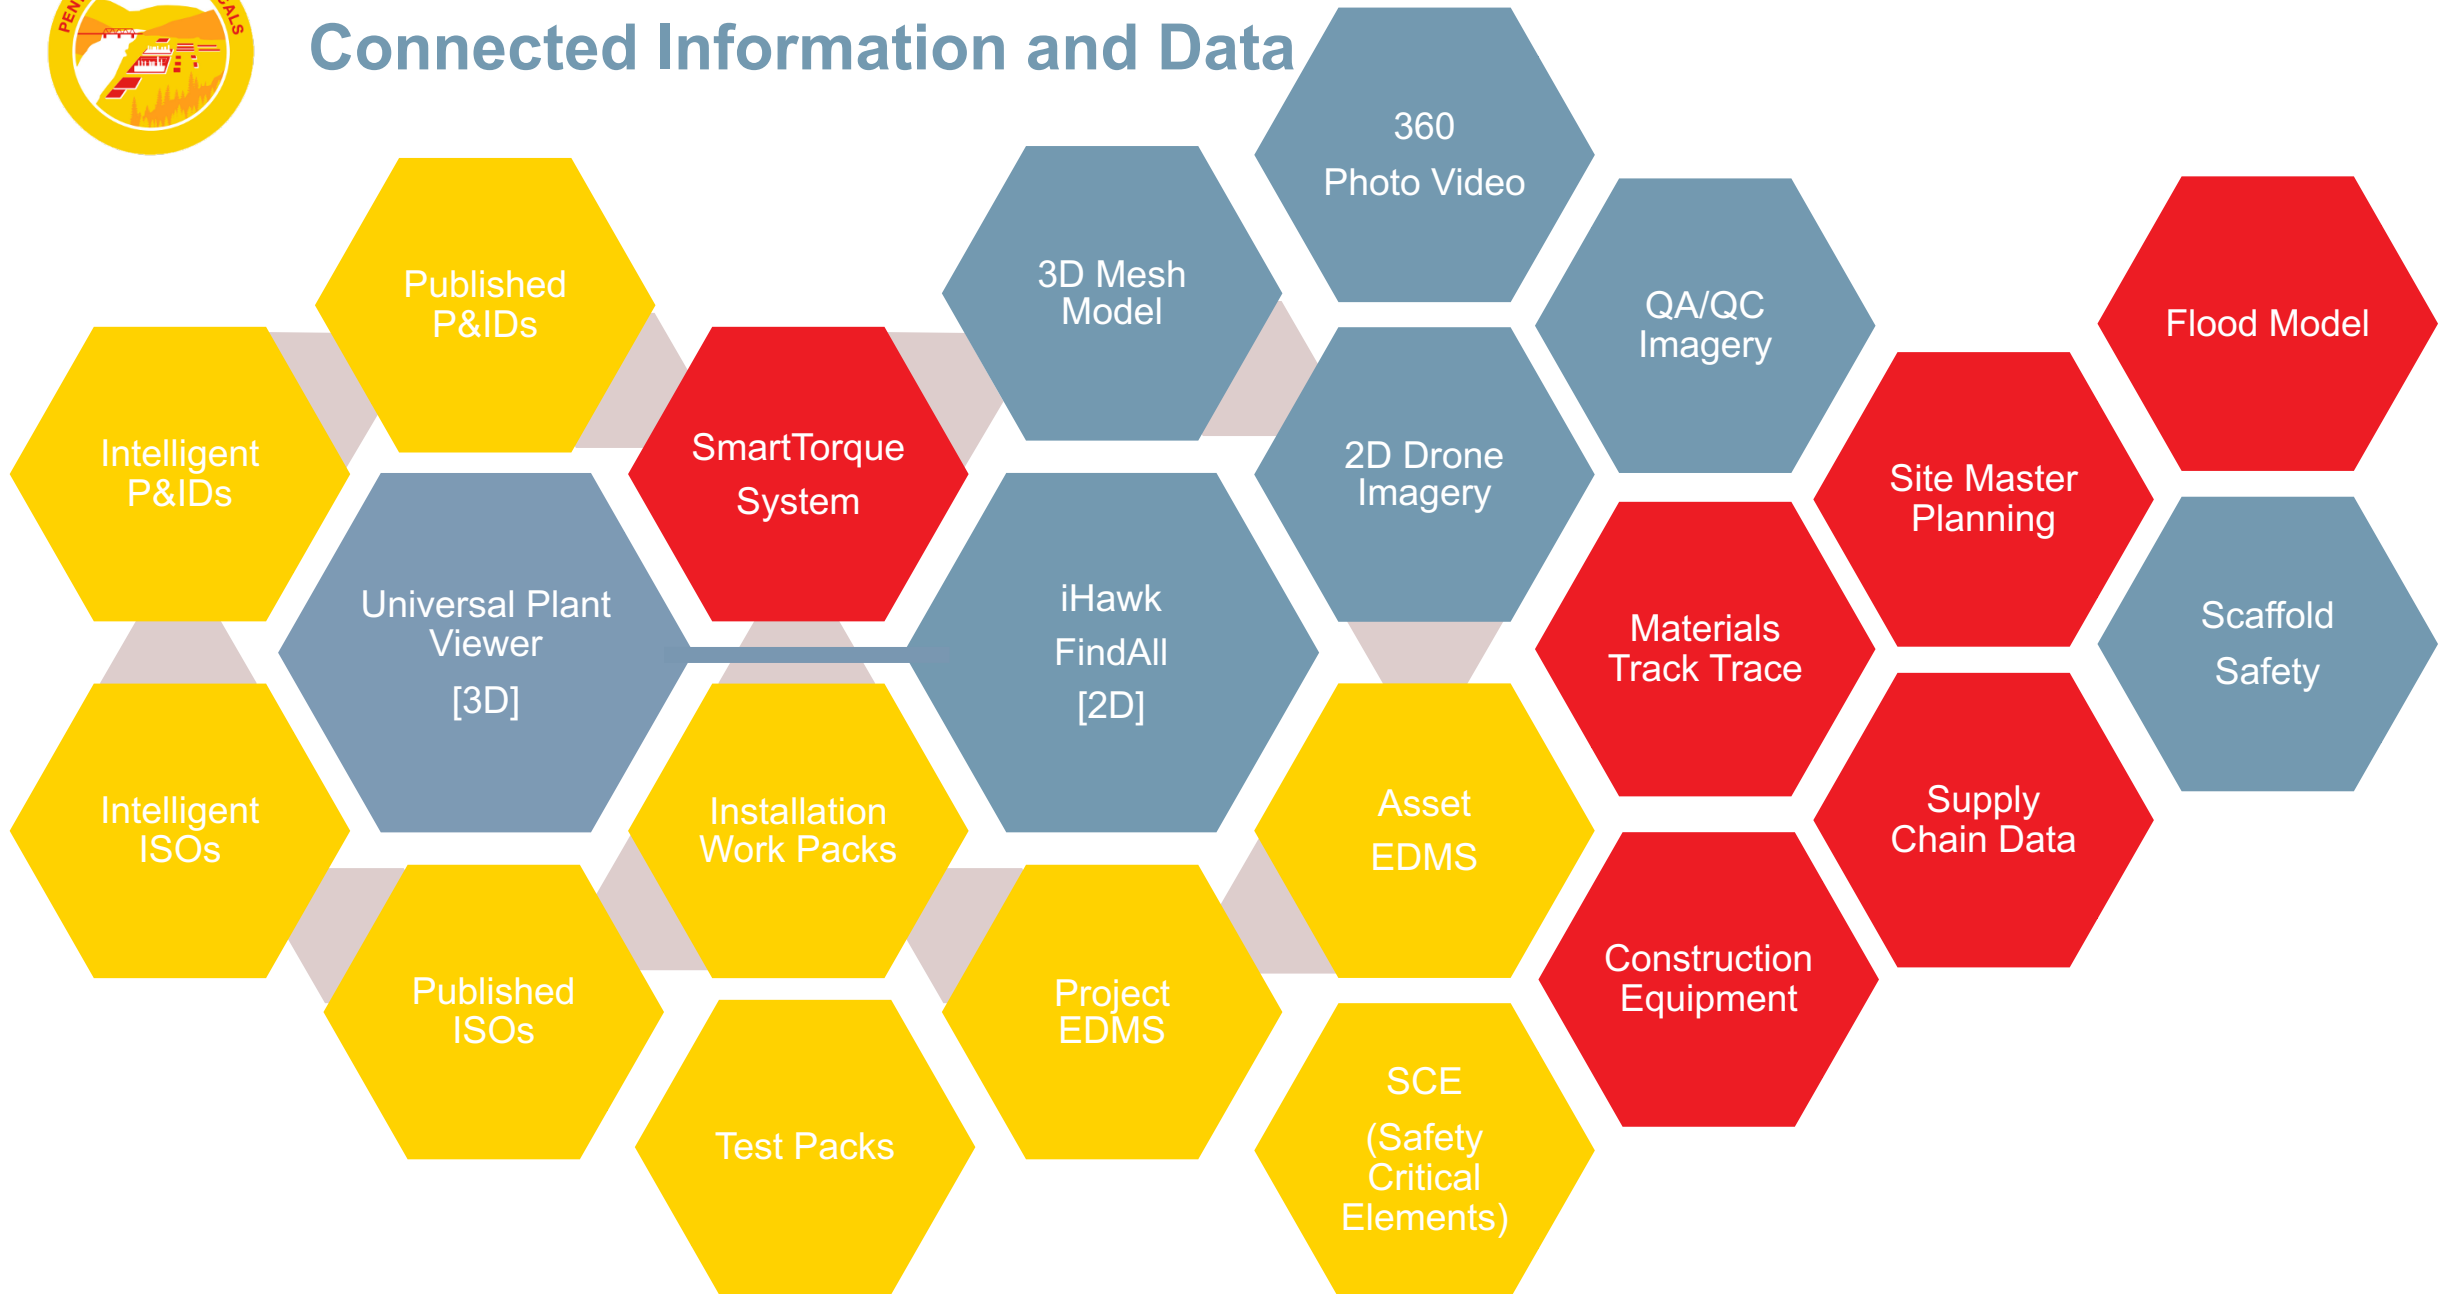 Connected Information and Data
360
Photo Video
3D Mesh
Model
Published
P&IDs
QA/QC
Imagery
Flood Model
Intelligent
P&IDs
SmartTorque
System
2D Drone
Imagery
Site Master
Planning
Universal Plant
Viewer
[3D]
iHawk
FindAll
[2D]
Materials
Track Trace
Scaffold
Safety
Intelligent
ISOs
Installation
Work Packs
Asset
EDMS
Supply
Chain Data
Published
ISOs
Project
EDMS
Construction
Equipment
Test Packs
SCE
(Safety
Critical
Elements)